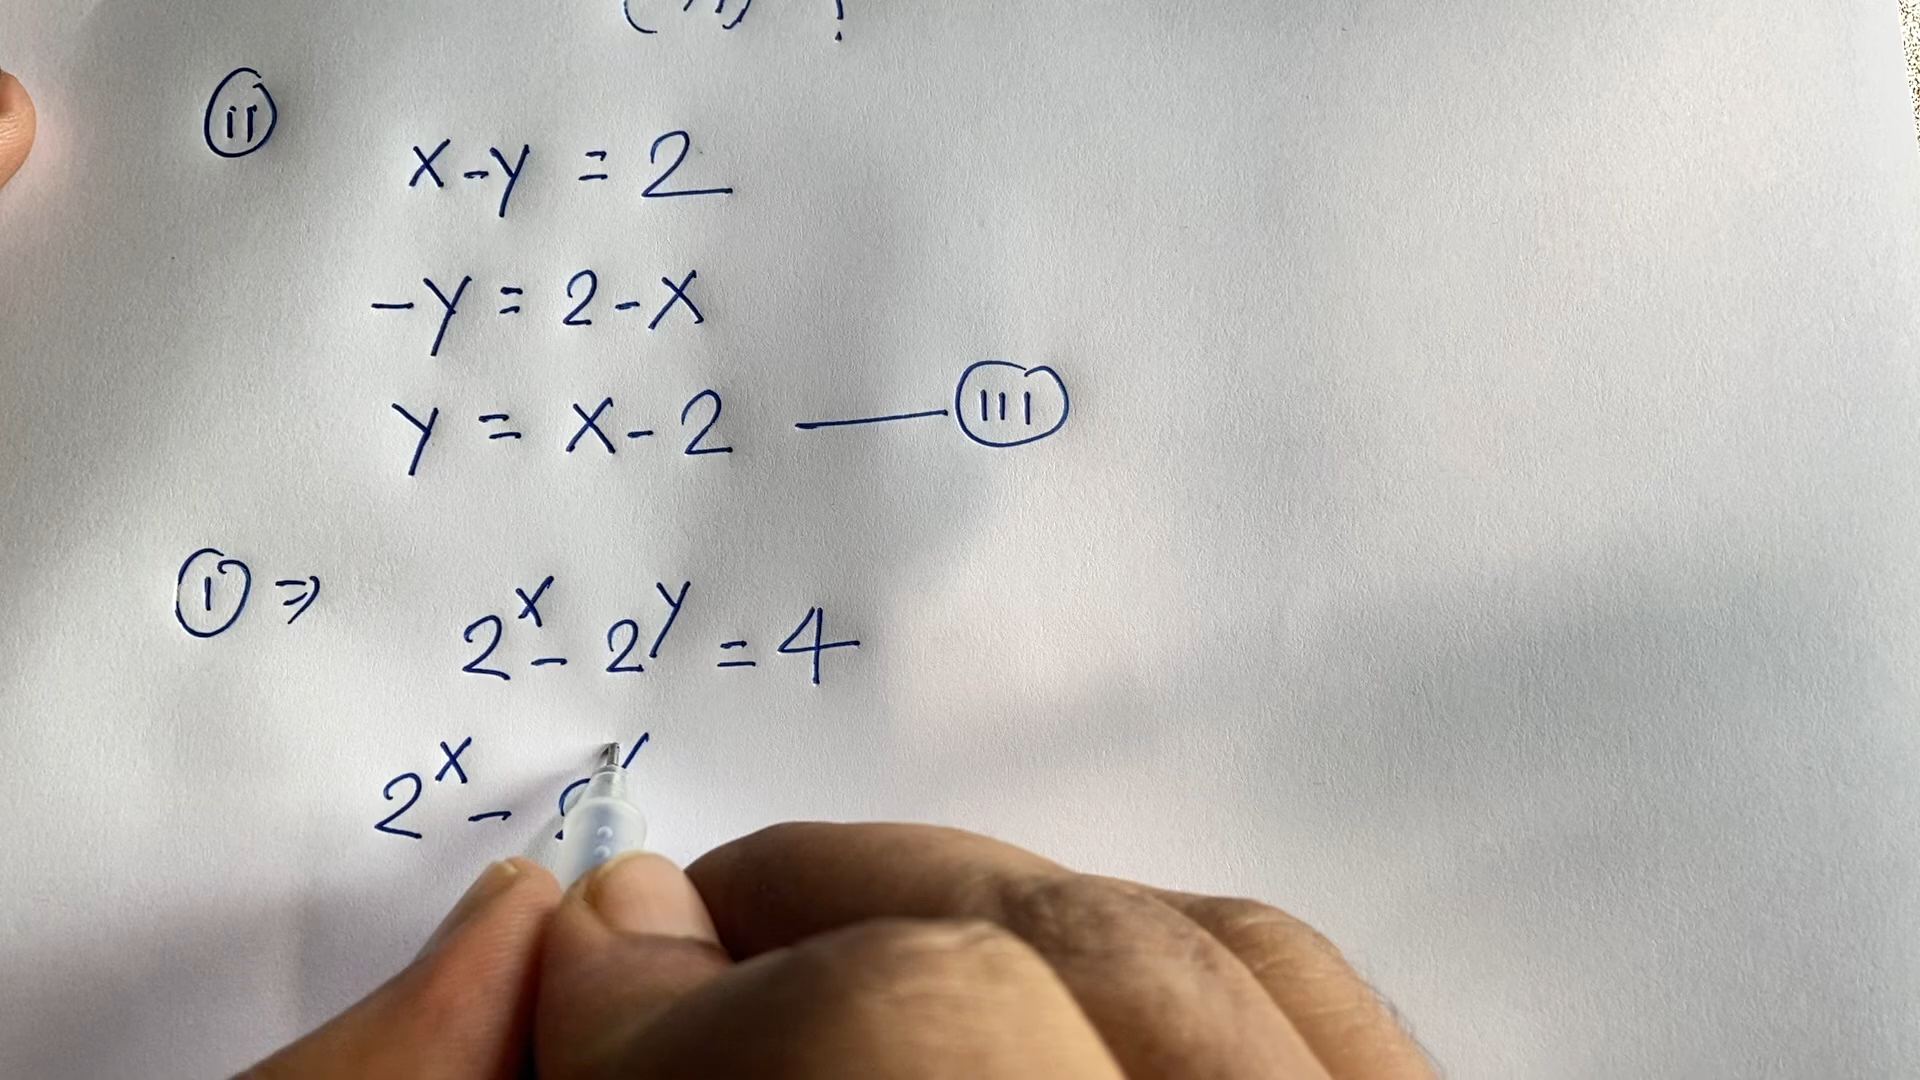 (ii) x-y = 2
-y = 2-x
y = x-2 —— (iii)
(i) ⇒ 2^x - 2^y = 4
2^x -